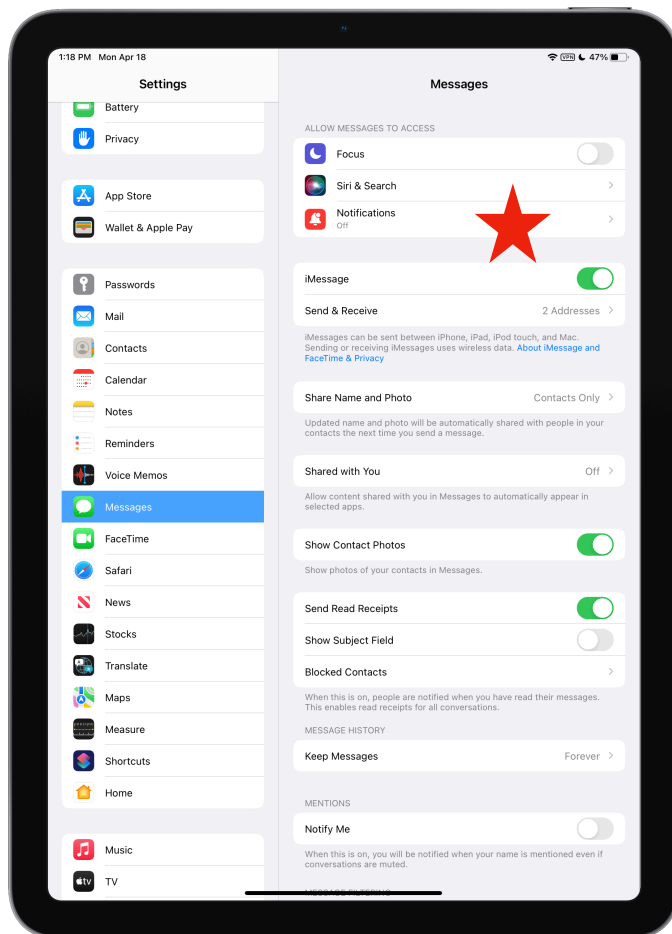 1:18 PM Mon Apr 18
VPN 47%
Settings
Battery
Privacy
App Store
Wallet & Apple Pay
Passwords
Mail
Contacts
Calendar
Notes
Reminders
Voice Memos
Messages
FaceTime
Safari
News
Stocks
Translate
Maps
Measure
Shortcuts
Home
Music
tv
TV
Messages
ALLOW MESSAGES TO ACCESS
Focus
Siri & Search
Notifications
Off
iMessage
Send & Receive 2 Addresses
iMessages can be sent between iPhone, iPad, iPod touch, and Mac.
Sending or receiving iMessages uses wireless data. About iMessage and
FaceTime & Privacy
Share Name and Photo Contacts Only
Updated name and photo will be automatically shared with people in your
contacts the next time you send a message.
Shared with You Off
Allow content shared with you in Messages to automatically appear in
selected apps.
Show Contact Photos
Show photos of your contacts in Messages.
Send Read Receipts
Show Subject Field
Blocked Contacts
When this is on, people are notified when you have read their messages.
This enables read receipts for all conversations.
MESSAGE HISTORY
Keep Messages Forever
MENTIONS
Notify Me
When this is on, you will be notified when your name is mentioned even if
conversations are muted.
MESSAGE FILTERING